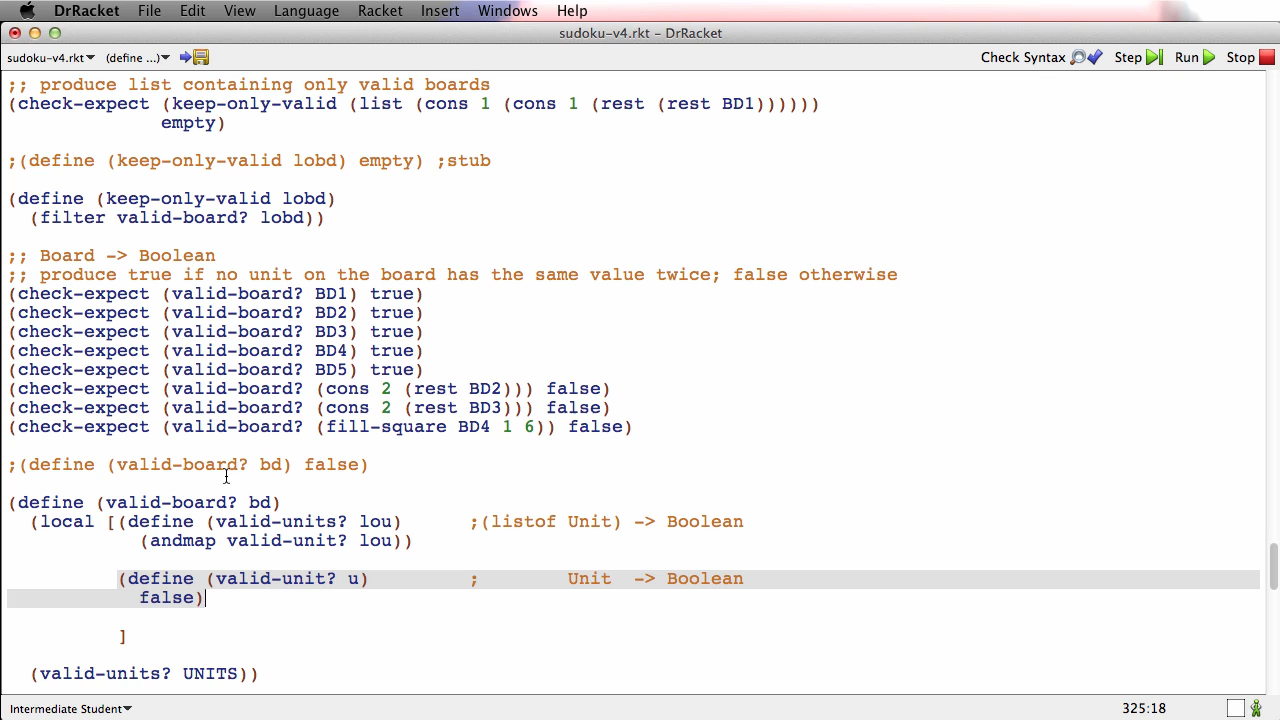 DrRacket File Edit View Language Racket Insert Windows Help
sudoku-v4.rkt - DrRacket
sudoku-v4.rkt (define ...) Check Syntax Step Run Stop
;; produce list containing only valid boards
(check-expect (keep-only-valid (list (cons 1 (cons 1 (rest (rest BD1))))))
empty)
;(define (keep-only-valid lobd) empty) ;stub
(define (keep-only-valid lobd)
(filter valid-board? lobd))
;; Board -> Boolean
;; produce true if no unit on the board has the same value twice; false otherwise
(check-expect (valid-board? BD1) true)
(check-expect (valid-board? BD2) true)
(check-expect (valid-board? BD3) true)
(check-expect (valid-board? BD4) true)
(check-expect (valid-board? BD5) true)
(check-expect (valid-board? (cons 2 (rest BD2))) false)
(check-expect (valid-board? (cons 2 (rest BD3))) false)
(check-expect (valid-board? (fill-square BD4 1 6)) false)
;(define (valid-board? bd) false)
(define (valid-board? bd)
(local [(define (valid-units? lou) ;(listof Unit) -> Boolean
(andmap valid-unit? lou))
(define (valid-unit? u) ; Unit -> Boolean
false)
]
(valid-units? UNITS))
Intermediate Student 325:18